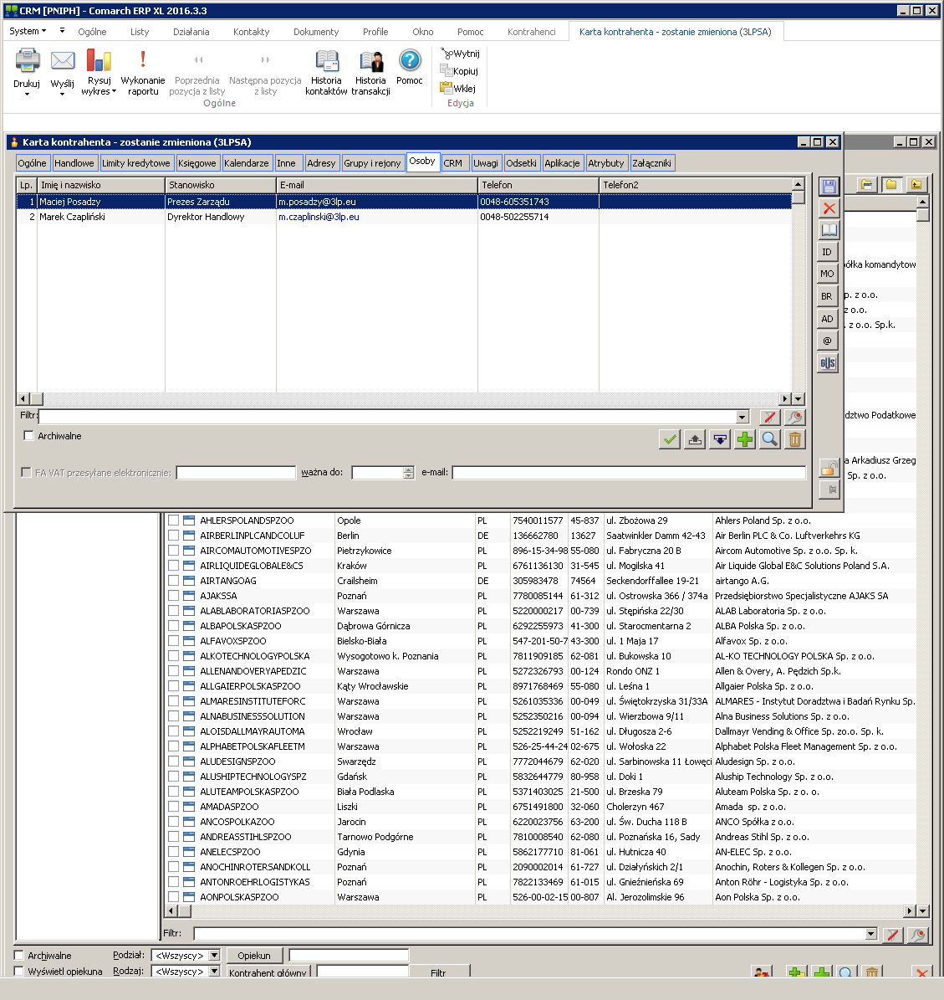 CRM [PNIPH] - Comarch ERP XL 2016.3.3
System Ogólne Listy Działania Kontakty Dokumenty Profile Okno Pomoc Kontrahenci Karta kontrahenta - zostanie zmieniona (3LPSA)
Drukuj Wyślij Rysuj wykres Wykonanie raportu Poprzednia pozycja z listy Następna pozycja z listy Historia kontaktów Historia transakcji Pomoc
Wytnij
Kopiuj
Wklej
Ogólne Edycja
Karta kontrahenta - zostanie zmieniona (3LPSA)
Ogólne Handlowe Limity kredytowe Księgowe Kalendarze Inne Adresy Grupy i rejony Osoby CRM Uwagi Odsetki Aplikacje Atrybuty Załączniki
Lp. Imię i nazwisko Stanowisko E-mail Telefon Telefon2
1 Maciej Posadzy Prezes Zarządu m.posadzy@3lp.eu 0048-605351743
2 Marek Czapliński Dyrektor Handlowy m.czaplinski@3lp.eu 0048-502255714
ID
MO
BR
AD
@
GUS
ółka komandytow
p. z o.o.
z o.o.
. z o.o. Sp.k.
dztwo Podatkowe
a Arkadiusz Grzeg
Sp. z o.o.
Filtr:
Archiwalne
FA VAT przesyłane elektronicznie: ważna do: e-mail:
AHLERSPOLANDSPZOO Opole PL 7540011577 45-837 ul. Zbożowa 29 Ahlers Poland Sp. z o.o.
AIRBERLINPLCANDCOLUF Berlin DE 136662780 13627 Saatwinkler Damm 42-43 Air Berlin PLC & Co. Luftverkehrs KG
AIRCOMAUTOMOTIVESPZO Pietrzykowice PL 896-15-34-98 55-080 ul. Fabryczna 20 B Aircom Automotive Sp. z o.o. Sp. k.
AIRLIQUIDEGLOBALE&CS Kraków PL 6761136130 31-545 ul. Mogilska 41 Air Liquide Global E&C Solutions Poland S.A.
AIRTANGOAG Crailsheim DE 305983478 74564 Seckendorffallee 19-21 airtango A.G.
AJAKSSA Poznań PL 7780085144 61-312 ul. Ostrowska 366 / 374a Przedsiębiorstwo Specjalistyczne AJAKS SA
ALABLABORATORIASPZOO Warszawa PL 5220000217 00-739 ul. Stępińska 22/30 ALAB Laboratoria Sp. z o.o.
ALBAPOLSKASPZOO Dąbrowa Górnicza PL 6292255973 41-300 ul. Starocmentarna 2 ALBA Polska Sp. z o.o.
ALFAVOXSPZOO Bielsko-Biała PL 547-201-50-7 43-300 ul. 1 Maja 17 Alfavox Sp. z o.o.
ALKOTECHNOLOGYPOLSKA Wysogotowo k. Poznania PL 7811909185 62-081 ul. Bukowska 10 AL-KO TECHNOLOGY POLSKA Sp. z o.o.
ALLENANDOVERYAPEDZIC Warszawa PL 5272326793 00-124 Rondo ONZ 1 Allen & Overy, A. Pędzich Sp.k.
ALLGAIERPOLSKASPZOO Kąty Wrocławskie PL 8971768469 55-080 ul. Leśna 1 Allgaier Polska Sp. z o.o.
ALMARESINSTITUTEFORC Warszawa PL 5261035336 00-049 ul. Świętokrzyska 31/33A ALMARES - Instytut Doradztwa i Badań Rynku Sp.
ALNABUSINESSSOLUTION Warszawa PL 5252350216 00-094 ul. Wierzbowa 9/11 Alna Business Solutions Sp. z o.o.
ALOISDALLMAYRAUTOMA Wrocław PL 5252219249 51-162 ul. Długosza 2-6 Dallmayr Vending & Office Sp. zo.o. Sp. k.
ALPHABETPOLSKAFLEETM Warszawa PL 526-25-44-24 02-675 ul. Wołoska 22 Alphabet Polska Fleet Management Sp. z o.o.
ALUDESIGNSPZOO Swarzędz PL 7772044679 62-020 ul. Sarbinowska 11 Łowęci Aludesign Sp. z o.o.
ALUSHIPTECHNOLOGYSPZ Gdańsk PL 5832644779 80-958 ul. Doki 1 Aluship Technology Sp. z o.o.
ALUTEAMPOLSKASPZOO Biała Podlaska PL 5371403025 21-500 ul. Brzeska 79 Aluteam Polska Sp. z o. o.
AMADASPZOO Liszki PL 6751491800 32-060 Cholerzyn 467 Amada sp. z o.o.
ANCOSPOLKAZOO Jarocin PL 6220023756 63-200 ul. Św. Ducha 118 B ANCO Spółka z o.o.
ANDREASSTIHLSPZOO Tarnowo Podgórne PL 7810008540 62-080 ul. Poznańska 16, Sady Andreas Stihl Sp. z o.o.
ANELECSPZOO Gdynia PL 5862177710 81-061 ul. Hutnicza 40 AN-ELEC Sp. z o.o.
ANOCHINROTERSANDKOLL Poznań PL 2090002014 61-727 ul. Działyńskich 2/1 Anochin, Roters & Kollegen Sp. z o.o.
ANTONROEHRLOGISTYKAS Poznań PL 7822133469 61-015 ul. Gnieźnieńska 69 Anton Röhr - Logistyka Sp. z o.o.
AONPOLSKASPZOO Warszawa PL 526-00-02-15 00-807 Al. Jerozolimskie 96 Aon Polska Sp. z o.o.
Filtr:
Archiwalne Podział: <Wszyscy> Opiekun
Wyświetl opiekuna Rodzaj: <Wszyscy> Kontrahent główny Filtr